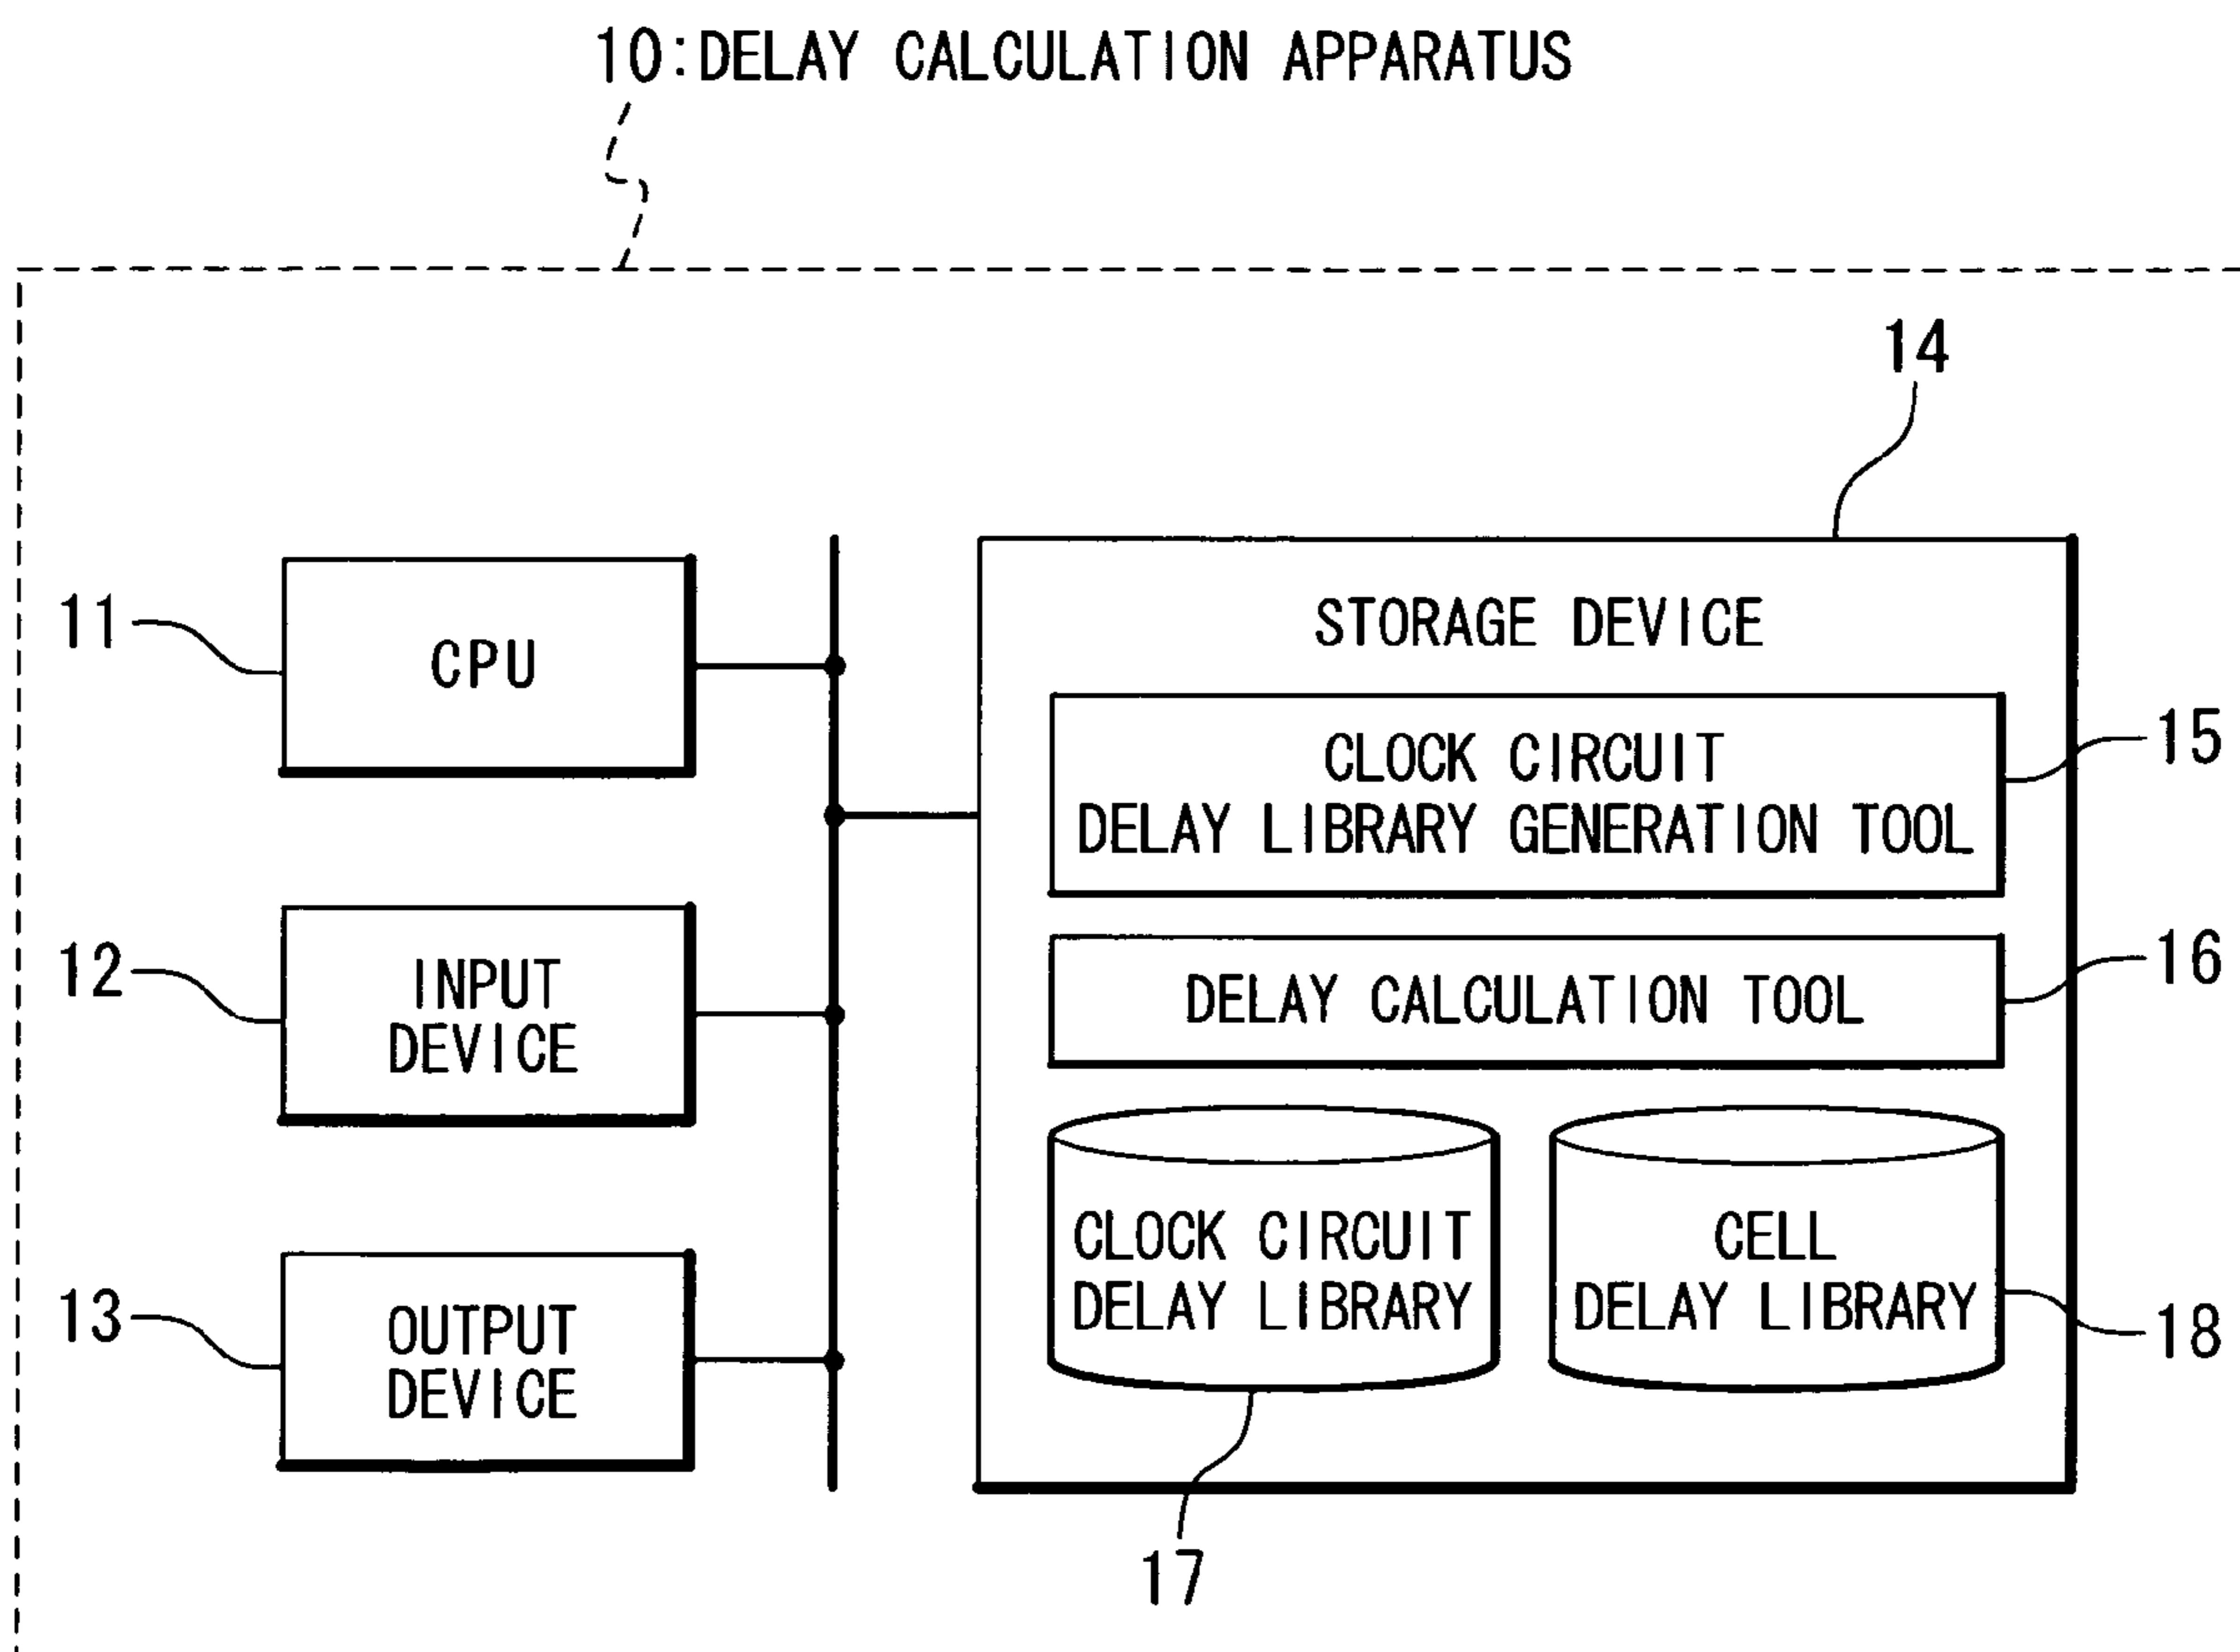 10:DELAY CALCULATION APPARATUS
14
STORAGE DEVICE
11
CPU
CLOCK CIRCUIT
DELAY LIBRARY GENERATION TOOL
15
12
INPUT
DEVICE
DELAY CALCULATION TOOL
16
13
OUTPUT
DEVICE
CLOCK CIRCUIT
DELAY LIBRARY
CELL
DELAY LIBRARY
18
17